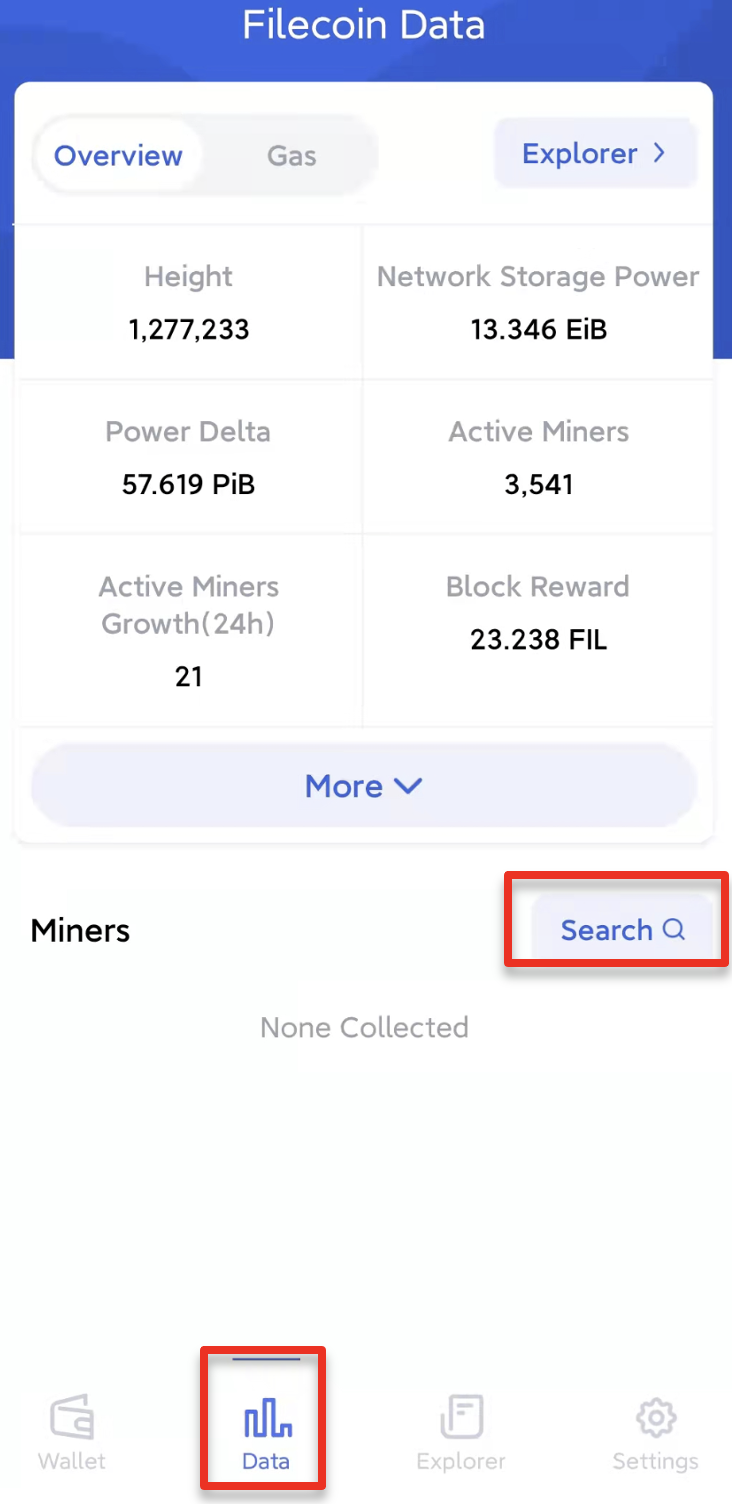 Filecoin Data
Overview
Gas
Explorer >
Height
Network Storage Power
1,277,233
13.346 EiB
Power Delta
Active Miners
57.619 PiB
3,541
Active Miners
Growth(24h)
21
Block Reward
23.238 FIL
More
Miners
Search
None Collected
Wallet
Data
Explorer
Settings